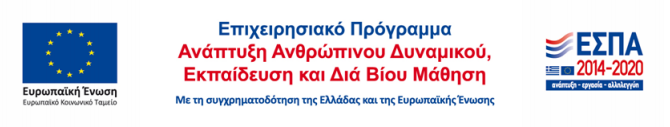 Ευρωπαϊκή Ένωση
Ευρωπαϊκό Κοινωνικό Ταμείο
Επιχειρησιακό Πρόγραμμα
Ανάπτυξη Ανθρώπινου Δυναμικού,
Εκπαίδευση και Διά Βίου Μάθηση
Με τη συγχρηματοδότηση της Ελλάδας και της Ευρωπαϊκής Ένωσης
ΕΣΠΑ
2014-2020
ανάπτυξη - εργασία - αλληλεγγύη